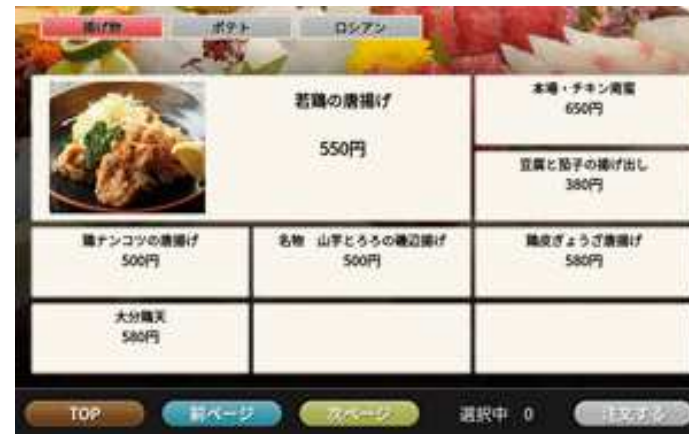 揚げ物 ポテト ロシアン
若鶏の唐揚げ
550円
本場・チキン南蛮
650円
豆腐と茄子の揚げ出し
380円
鶏ナンコツの唐揚げ
500円
名物 山芋とろろの磯辺揚げ
500円
鶏皮ぎょうざ唐揚げ
580円
大分鶏天
580円
TOP 前ページ 次ページ 選択中 0 注文する